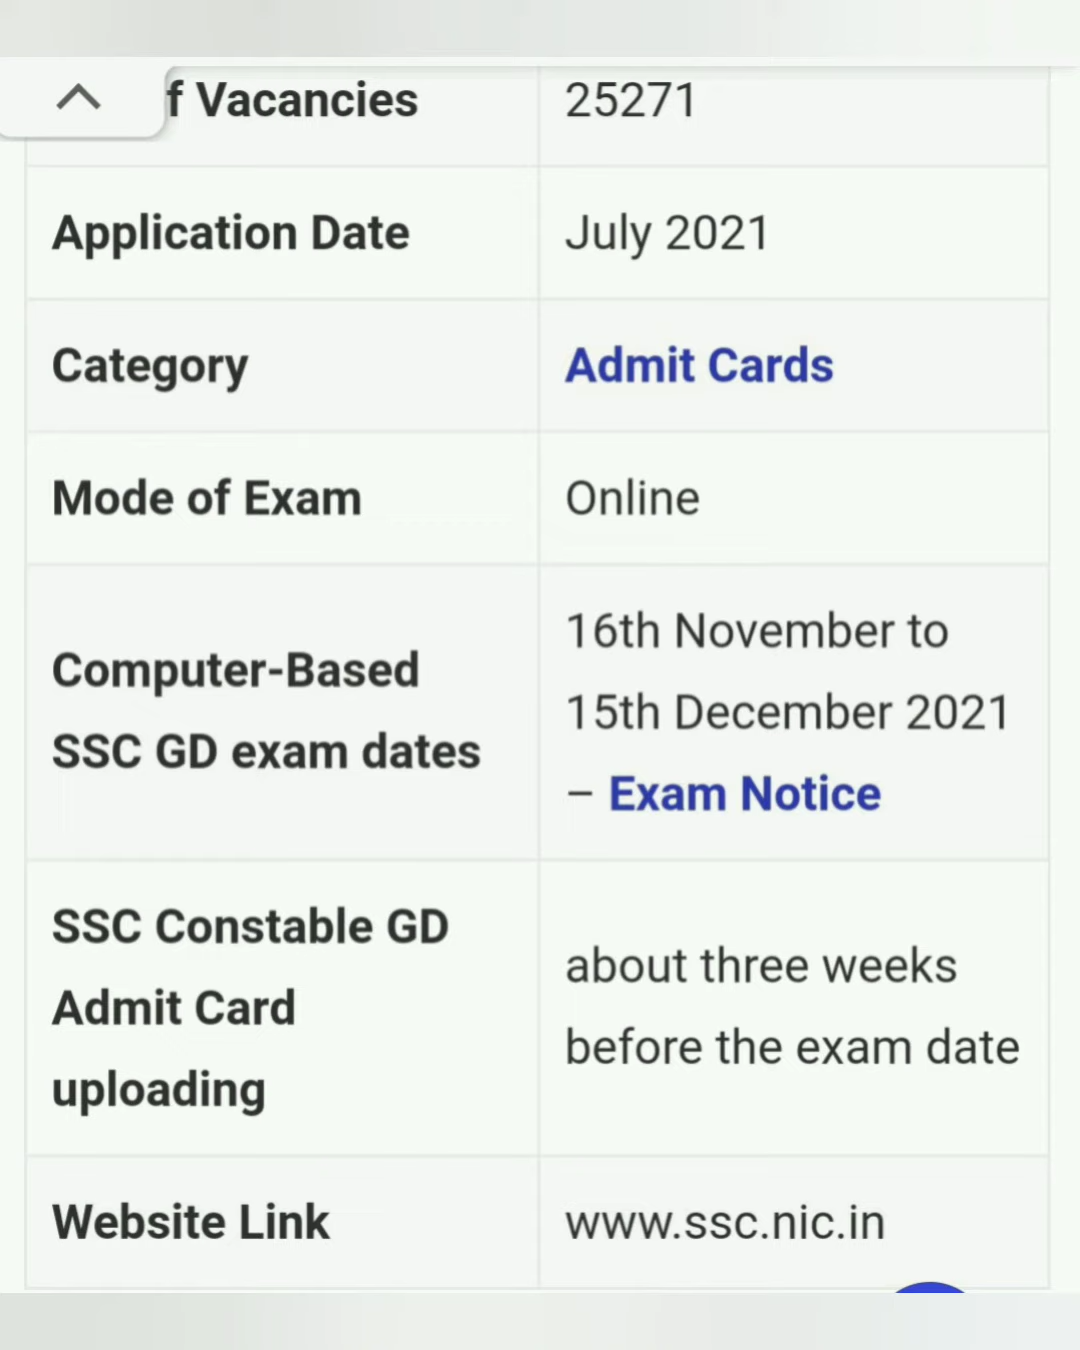 f Vacancies 25271
Application Date July 2021
Category Admit Cards
Mode of Exam Online
Computer-Based
SSC GD exam dates
16th November to
15th December 2021
– Exam Notice
SSC Constable GD
Admit Card
uploading
about three weeks
before the exam date
Website Link www.ssc.nic.in